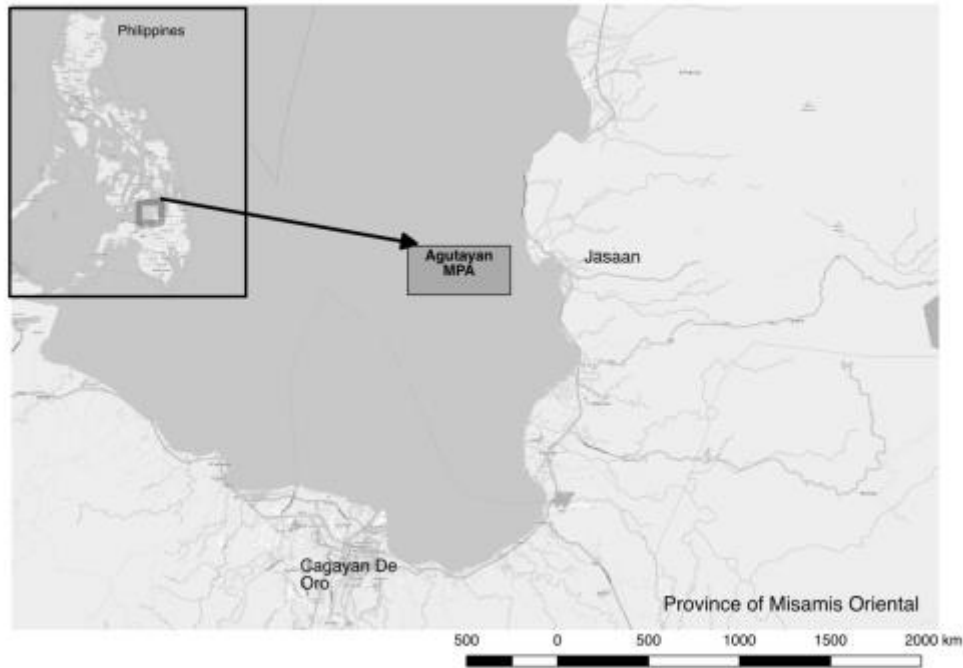 Philippines
Agutayan
MPA
Jasaan
Cagayan De
Oro
Province of Misamis Oriental
500 0 500 1000 1500 2000 km